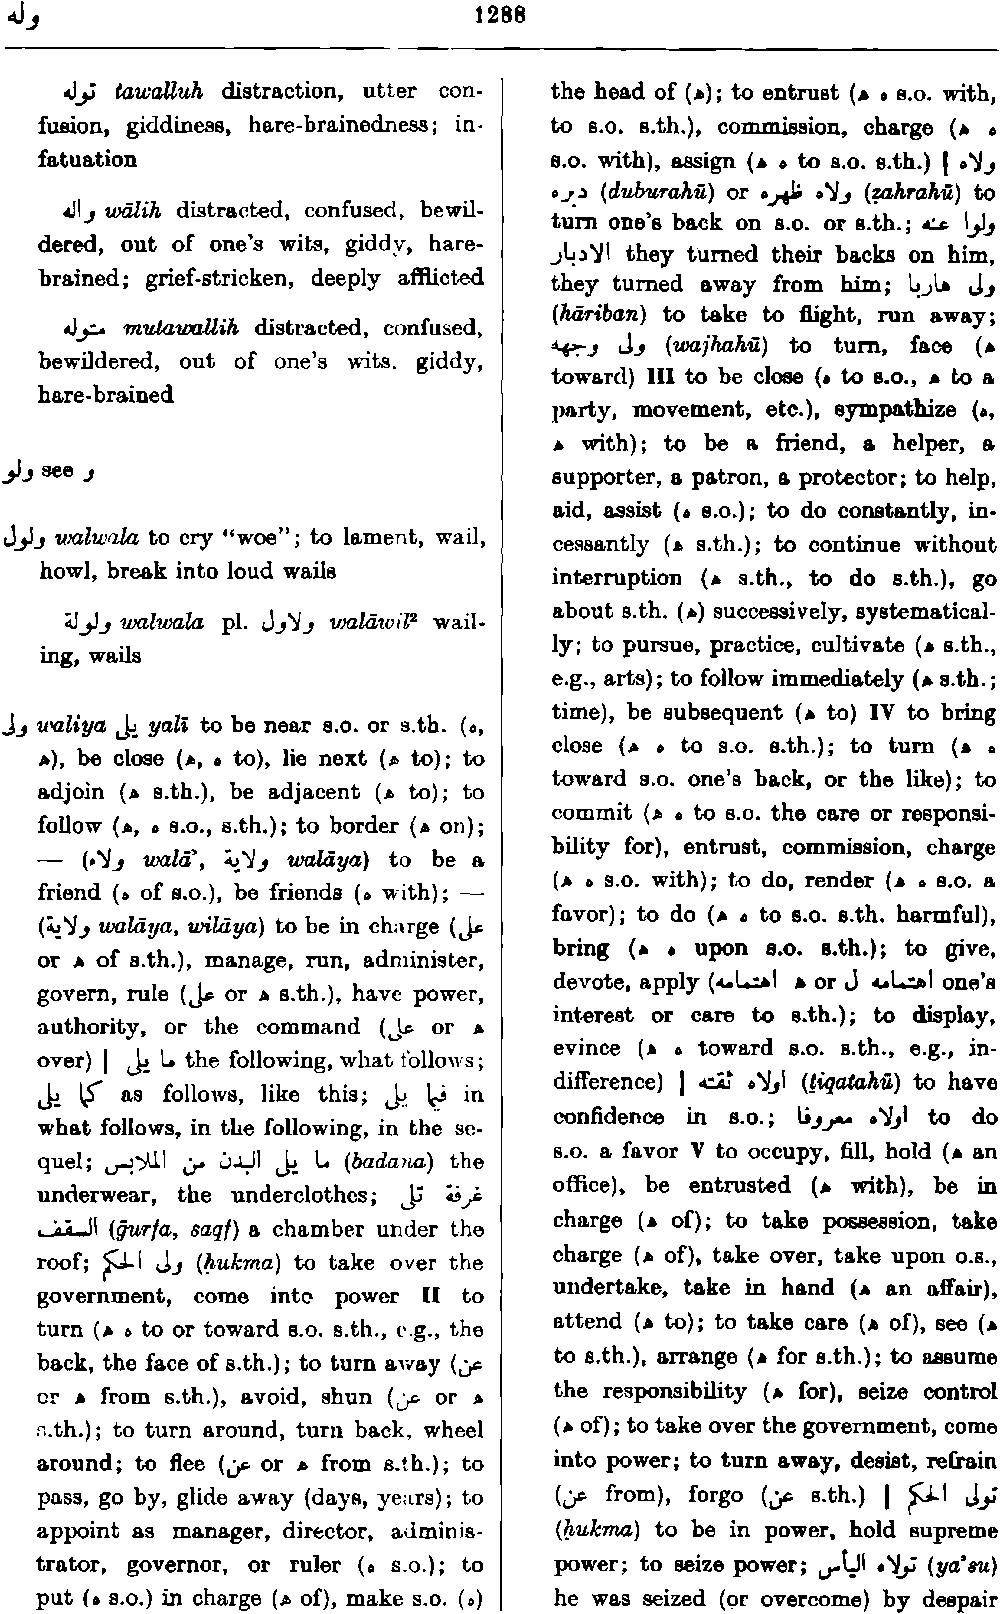 وله
1288
توله tawalluh distraction, utter con-
fusion, giddiness, hare-brainedness; in-
fatuation
واله wālih distracted, confused, bewil-
dered, out of one's wits, giddy, hare-
brained; grief-stricken, deeply afflicted
متوله mutawallih distracted, confused,
bewildered, out of one's wits, giddy,
hare-brained
ولو see و
ولول walwala to cry “woe”; to lament, wail,
howl, break into loud wails
ولولة walwala pl. ولاول walāwil² wail-
ing, wails
ولى waliya يلى yalī to be near s.o. or s.th. (ه,
ھ), be close (ھ, ه to), lie next (ھ to); to
adjoin (ھ s.th.), be adjacent (ھ to); to
follow (ھ, ه s.o., s.th.); to border (ھ on);
— (ولاء walā’, ولاية walāya) to be a
friend (ه of s.o.), be friends (ه with); —
(ولاية walāya, wilāya) to be in charge (على
or ھ of s.th.), manage, run, administer,
govern, rule (على or ھ s.th.), have power,
authority, or the command (على or ھ
over) | ما يلى the following, what follows;
كما يلى as follows, like this; فيما يلى in
what follows, in the following, in the se-
quel; ما يلى البدن من الملابس (badana) the
underwear, the underclothes; غرفة تلى
السقف (ḡurfa, saqf) a chamber under the
roof; ولى الحكم (ḥukma) to take over the
government, come into power II to
turn (ھ ه to or toward s.o. s.th., e.g., the
back, the face of s.th.); to turn away (عن
or ھ from s.th.), avoid, shun (عن or ھ
s.th.); to turn around, turn back, wheel
around; to flee (عن or ھ from s.th.); to
pass, go by, glide away (days, years); to
appoint as manager, director, adminis-
trator, governor, or ruler (ه s.o.); to
put (ه s.o.) in charge (ھ of), make s.o. (ه)
the head of (ھ); to entrust (ھ ه s.o. with,
to s.o. s.th.), commission, charge (ھ ه
s.o. with), assign (ھ ه to s.o. s.th.) | ولاه
دبره (duburahū) or ولاه ظهره (ẓahrahū) to
turn one's back on s.o. or s.th.; ولوا عنه
الادبار they turned their backs on him,
they turned away from him; ولى هاربا
(hāriban) to take to flight, run away;
ولى وجهه (wajhahū) to turn, face (ھ
toward) III to be close (ه to s.o., ھ to a
party, movement, etc.), sympathize (ه,
ھ with); to be a friend, a helper, a
supporter, a patron, a protector; to help,
aid, assist (ه s.o.); to do constantly, in-
cessantly (ھ s.th.); to continue without
interruption (ھ s.th., to do s.th.), go
about s.th. (ھ) successively, systematical-
ly; to pursue, practice, cultivate (ھ s.th.,
e.g., arts); to follow immediately (ھ s.th.;
time), be subsequent (ھ to) IV to bring
close (ھ ه to s.o. s.th.); to turn (ھ ه
toward s.o. one's back, or the like); to
commit (ھ ه to s.o. the care or responsi-
bility for), entrust, commission, charge
(ھ ه s.o. with); to do, render (ھ ه s.o. a
favor); to do (ھ ه to s.o. s.th. harmful),
bring (ھ ه upon s.o. s.th.); to give,
devote, apply (اهتمامه ھ or اهتمامه ل one's
interest or care to s.th.); to display,
evince (ھ ه toward s.o. s.th., e.g., in-
difference) | اولاه ثقته (ṯiqatahū) to have
confidence in s.o.; اولاه معروفا to do
s.o. a favor V to occupy, fill, hold (ھ an
office), be entrusted (ھ with), be in
charge (ھ of); to take possession, take
charge (ھ of), take over, take upon o.s.,
undertake, take in hand (ھ an affair),
attend (ھ to); to take care (ھ of), see (ھ
to s.th.), arrange (ھ for s.th.); to assume
the responsibility (ھ for), seize control
(ھ of); to take over the government, come
into power; to turn away, desist, refrain
(عن from), forgo (عن s.th.) | تولى الحكم
(ḥukma) to be in power, hold supreme
power; to seize power; تولاه اليأس (ya’su)
he was seized (or overcome) by despair